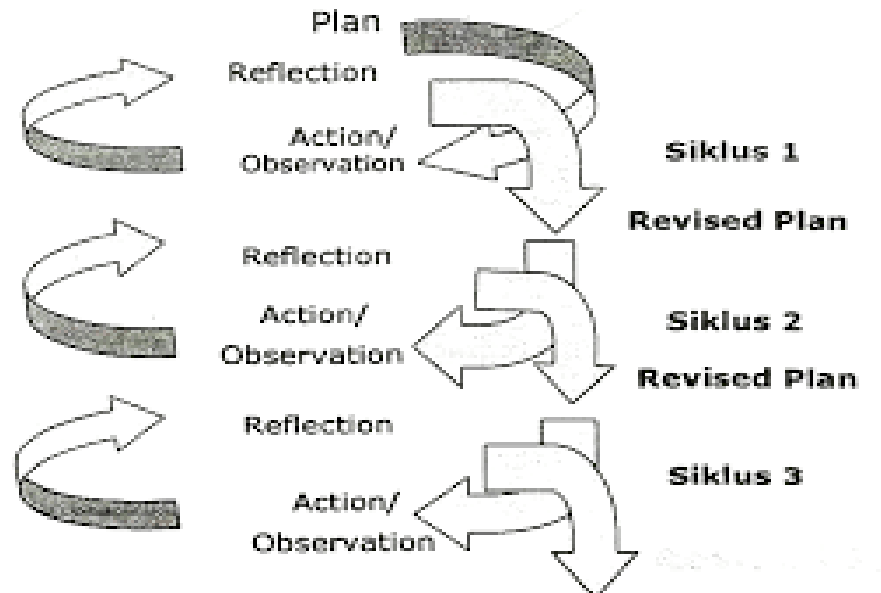 Plan
Reflection
Action/
Observation
Siklus 1
Revised Plan
Reflection
Action/
Observation
Siklus 2
Revised Plan
Reflection
Action/
Observation
Siklus 3